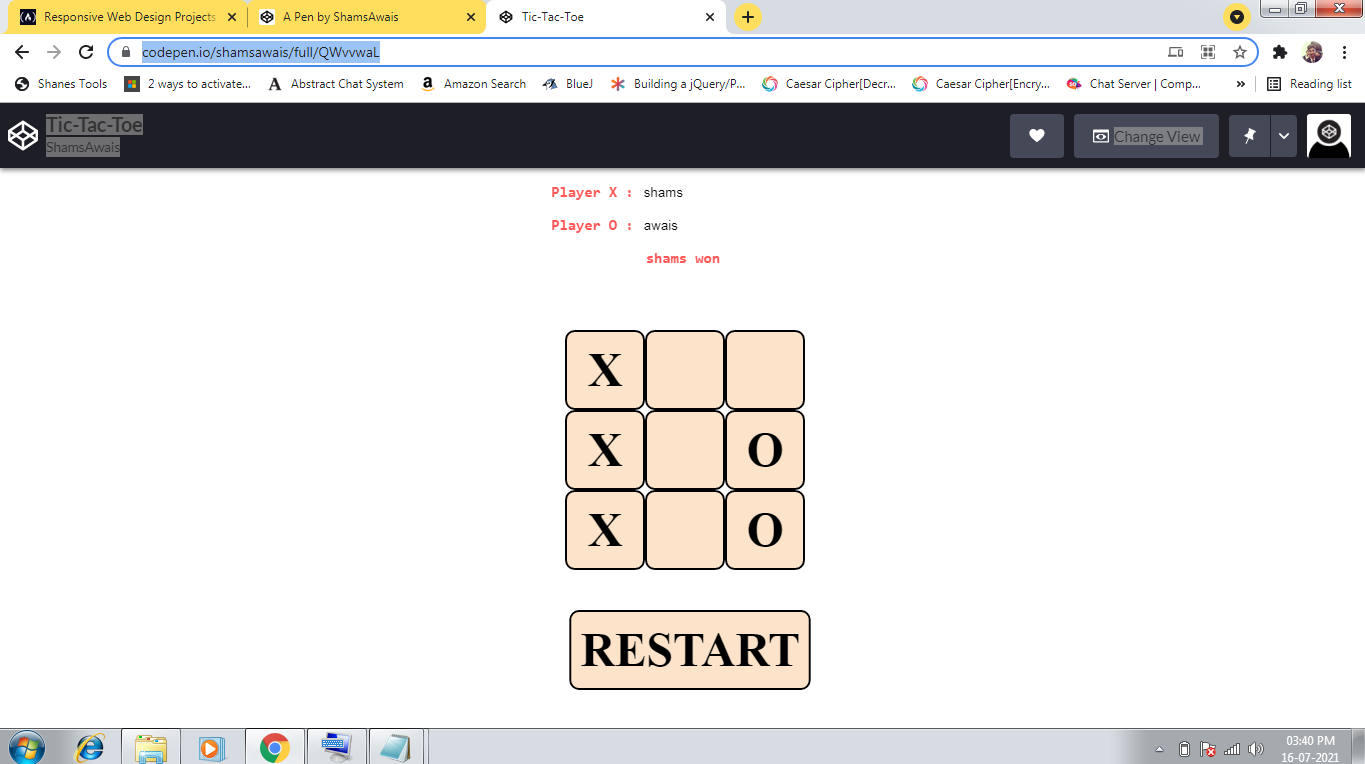 Responsive Web Design Projects
A Pen by ShamsAwais
Tic-Tac-Toe
codepen.io/shamsawais/full/QWvvwaL
Shanes Tools
2 ways to activate...
Abstract Chat System
Amazon Search
BlueJ
Building a jQuery/P...
Caesar Cipher[Decr...
Caesar Cipher[Encry...
Chat Server | Comp...
»
Reading list
Tic-Tac-Toe
ShamsAwais
Change View
Player X : shams
Player O : awais
shams won
X
X O
X O
RESTART
03:40 PM
16-07-2021